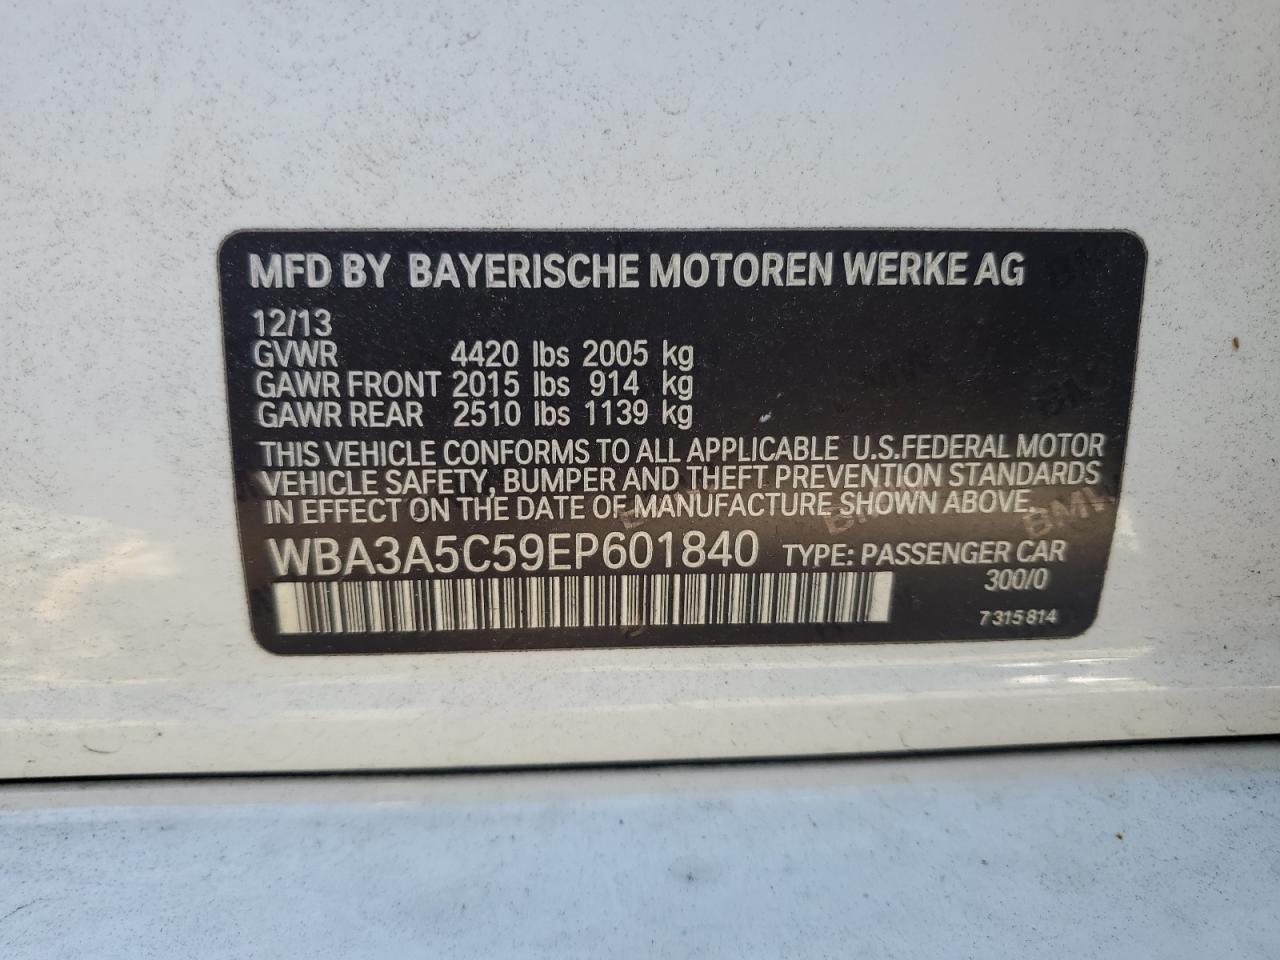 MFD BY BAYERISCHE MOTOREN WERKE AG
12/13
GVWR 4420 lbs 2005 kg
GAWR FRONT 2015 lbs 914 kg
GAWR REAR 2510 lbs 1139 kg
THIS VEHICLE CONFORMS TO ALL APPLICABLE U.S.FEDERAL MOTOR
VEHICLE SAFETY, BUMPER AND THEFT PREVENTION STANDARDS
IN EFFECT ON THE DATE OF MANUFACTURE SHOWN ABOVE.
WBA3A5C59EP601840 TYPE: PASSENGER CAR
300/0
7 315 814